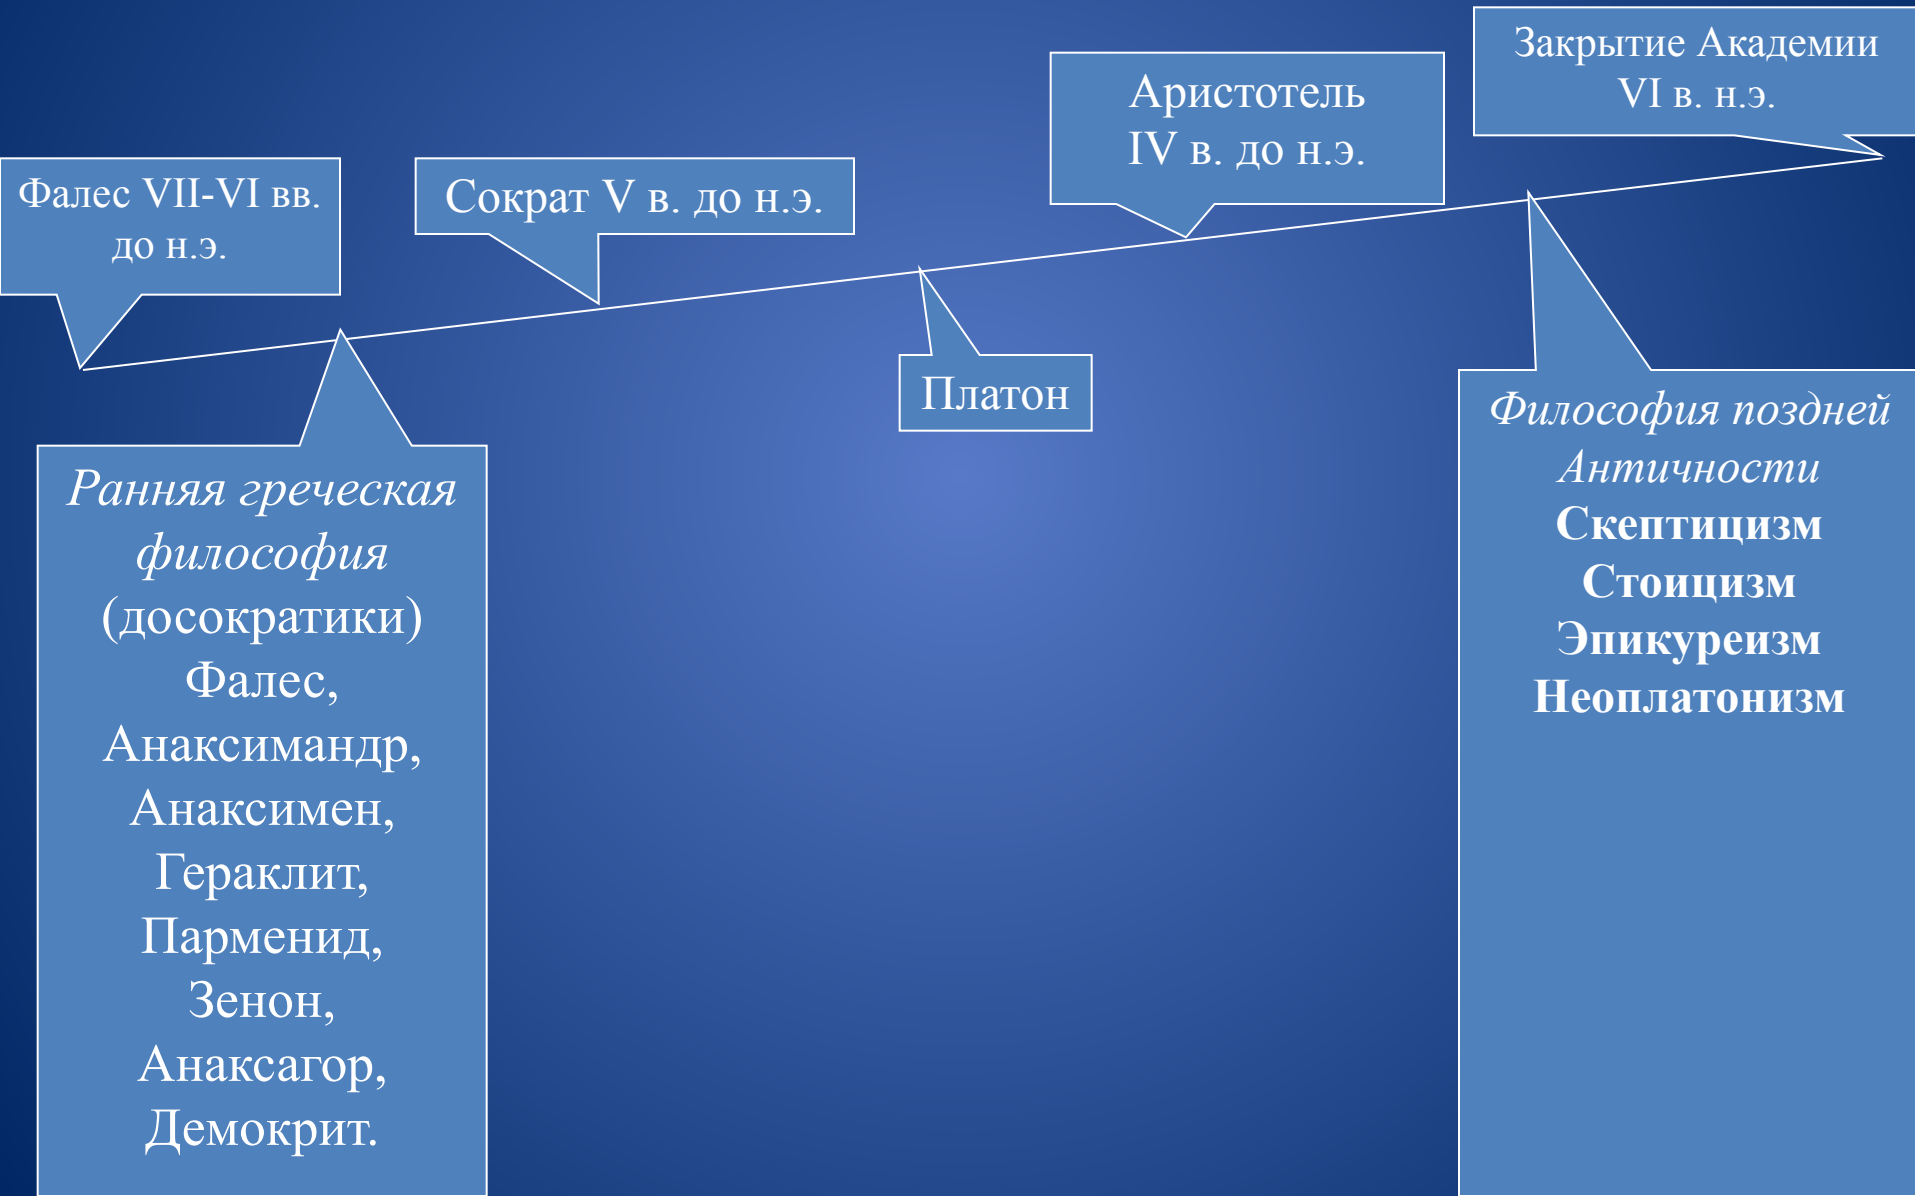 Закрытие Академии
VI в. н.э.
Аристотель
IV в. до н.э.
Фалес VII-VI вв.
до н.э.
Сократ V в. до н.э.
Платон
Ранняя греческая
философия
(досократики)
Фалес,
Анаксимандр,
Анаксимен,
Гераклит,
Парменид,
Зенон,
Анаксагор,
Демокрит.
Философия поздней
Античности
Скептицизм
Стоицизм
Эпикуреизм
Неоплатонизм